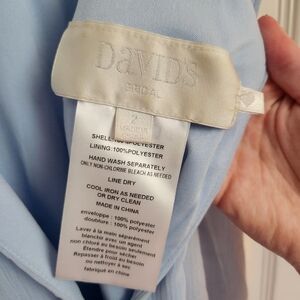 DAVID'S
BRIDAL
2
SHELL:100%POLYESTER
LINING:100%POLYESTER
HAND WASH SEPARATELY
ONLY NON-CHLORINE BLEACH AS NEEDED
LINE DRY
COOL IRON AS NEEDED
OR DRY CLEAN
MADE IN CHINA
enveloppe : 100% polyester
doublure : 100% polyester
Laver à la main séparément
blanchir avec un agent
non chloré au besoin seulement
Étendre pour sécher
Repasser à froid au besoin
ou nettoyer à sec
fabriqué en china